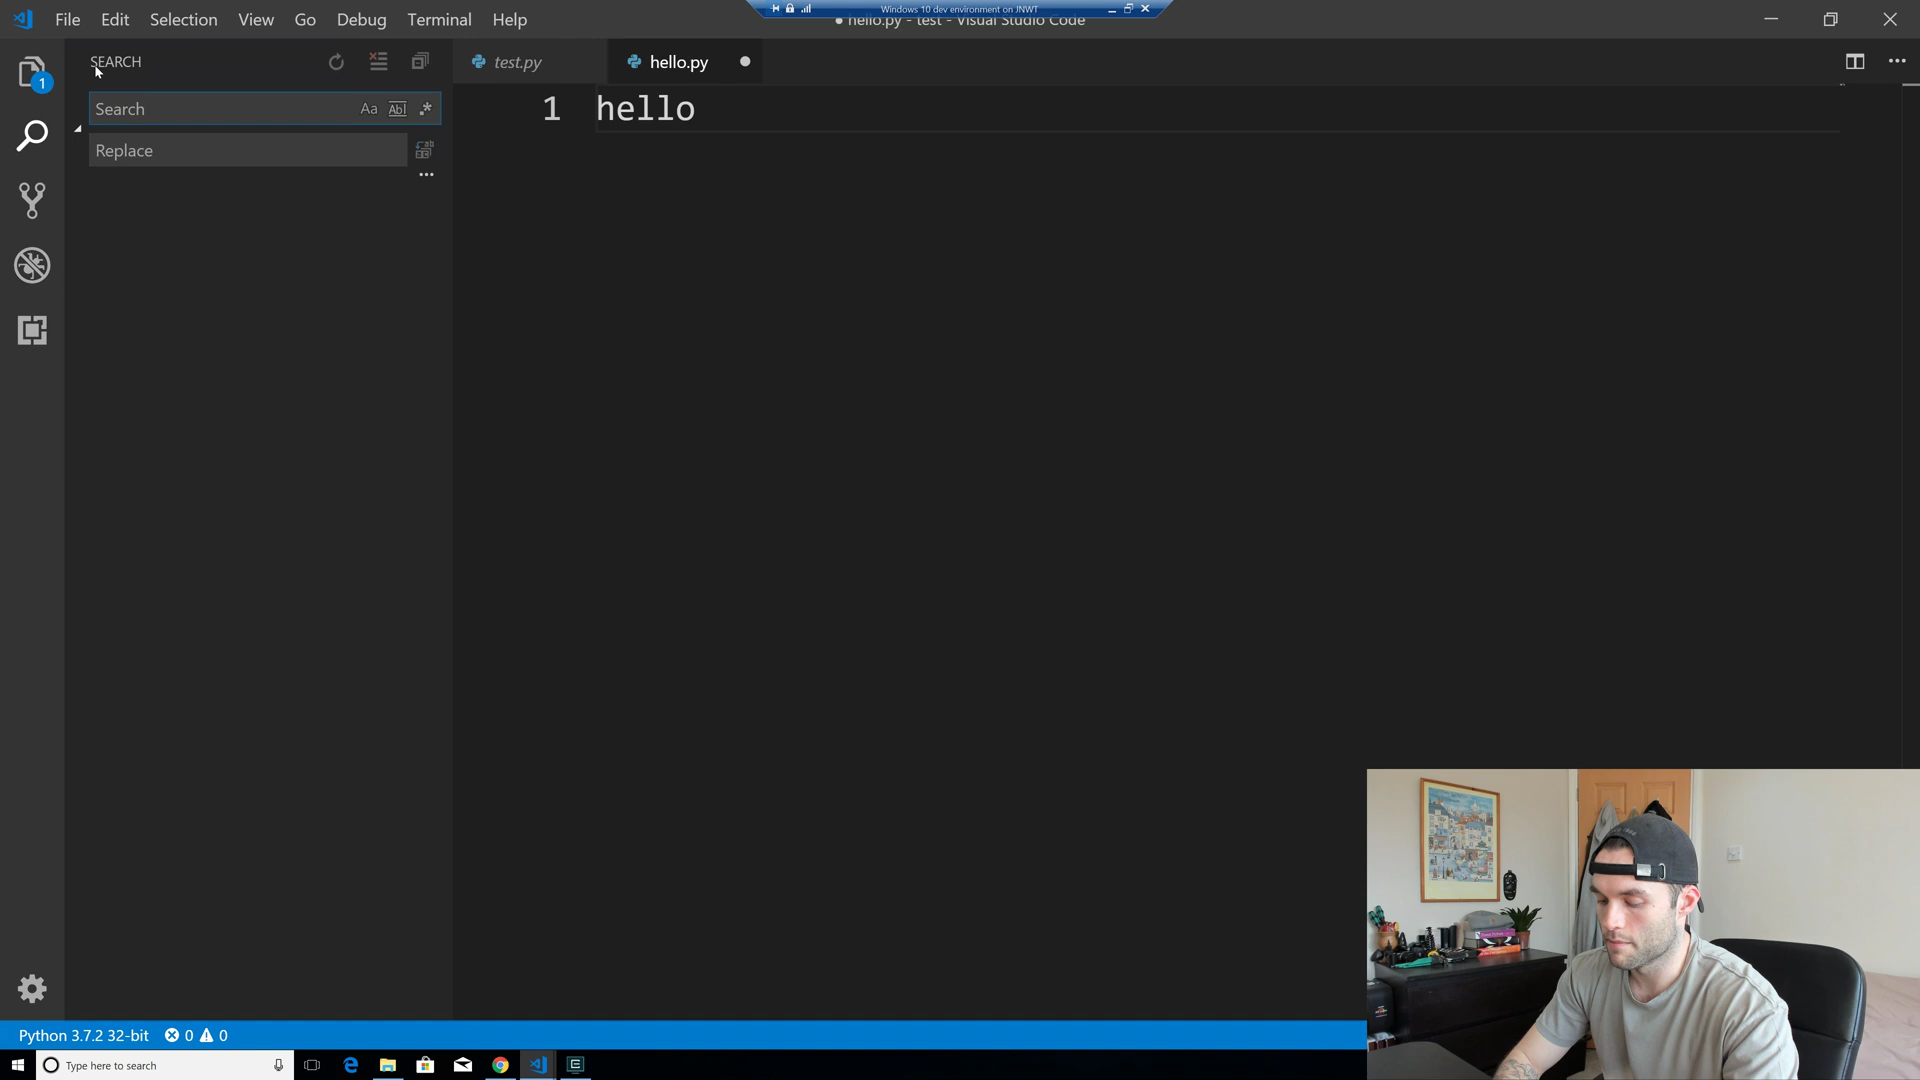 Windows 10 dev environment on JNWT
File Edit Selection View Go Debug Terminal Help
● hello.py - test - Visual Studio Code
1
SEARCH
test.py
hello.py
Search
Aa
Abl
.*
1 hello
Replace
Python 3.7.2 32-bit 0 0
Type here to search